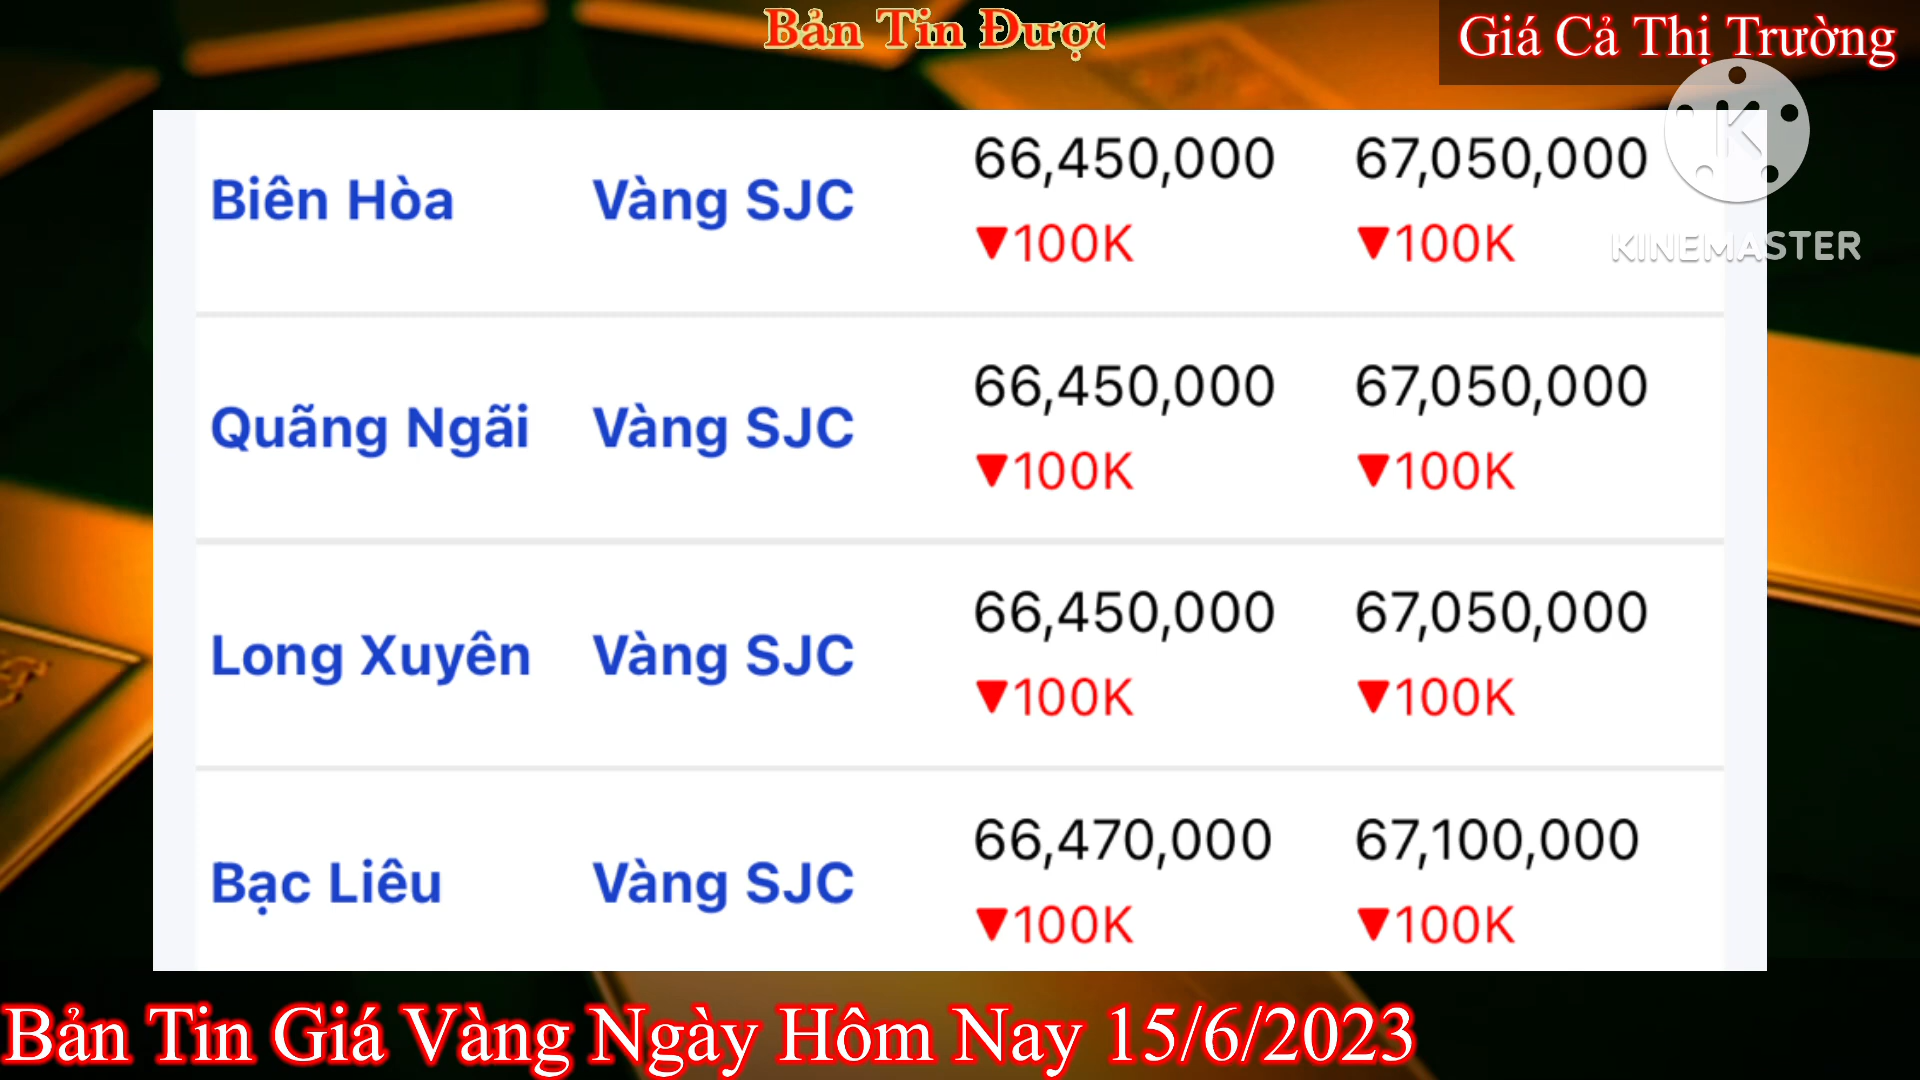 Bản Tin Được
Giá Cả Thị Trường
K
KINEMASTER
Biên Hòa Vàng SJC 66,450,000 67,050,000
▼100K ▼100K
Quãng Ngãi Vàng SJC 66,450,000 67,050,000
▼100K ▼100K
Long Xuyên Vàng SJC 66,450,000 67,050,000
▼100K ▼100K
Bạc Liêu Vàng SJC 66,470,000 67,100,000
▼100K ▼100K
Bản Tin Giá Vàng Ngày Hôm Nay 15/6/2023